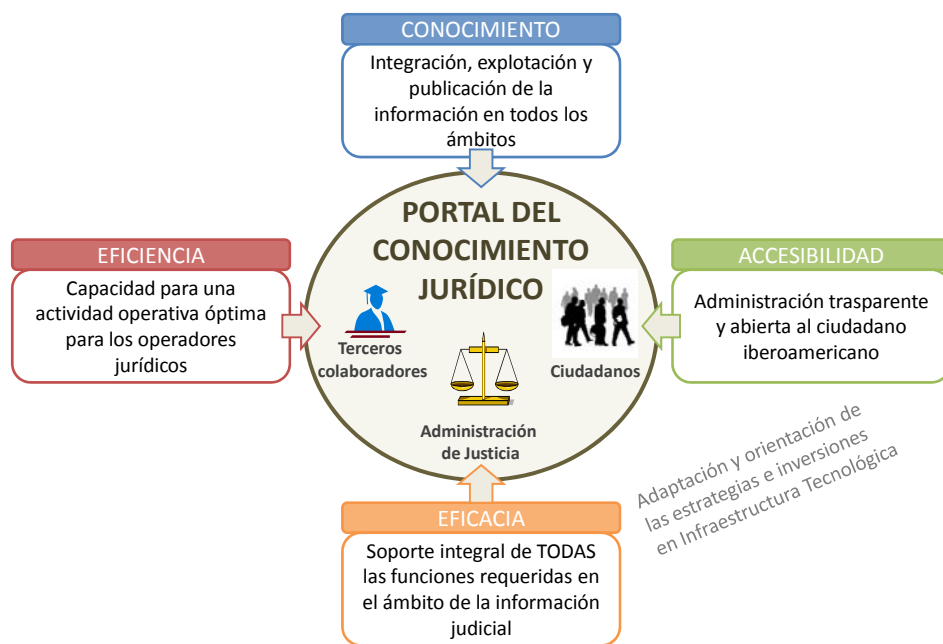 CONOCIMIENTO
Integración, explotación y
publicación de la
información en todos los
ámbitos
PORTAL DEL
CONOCIMIENTO
JURÍDICO
EFICIENCIA
Capacidad para una
actividad operativa óptima
para los operadores
jurídicos
ACCESIBILIDAD
Administración trasparente
y abierta al ciudadano
iberoamericano
Terceros
colaboradores
Ciudadanos
Administración
de Justicia
Adaptación y orientación de
las estrategias e inversiones
en Infraestructura Tecnológica
EFICACIA
Soporte integral de TODAS
las funciones requeridas en
el ámbito de la información
judicial